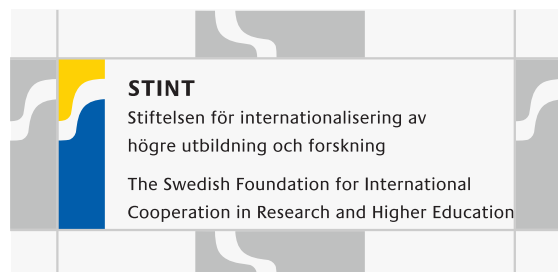 STINT
Stiftelsen för internationalisering av
högre utbildning och forskning
The Swedish Foundation for International
Cooperation in Research and Higher Education